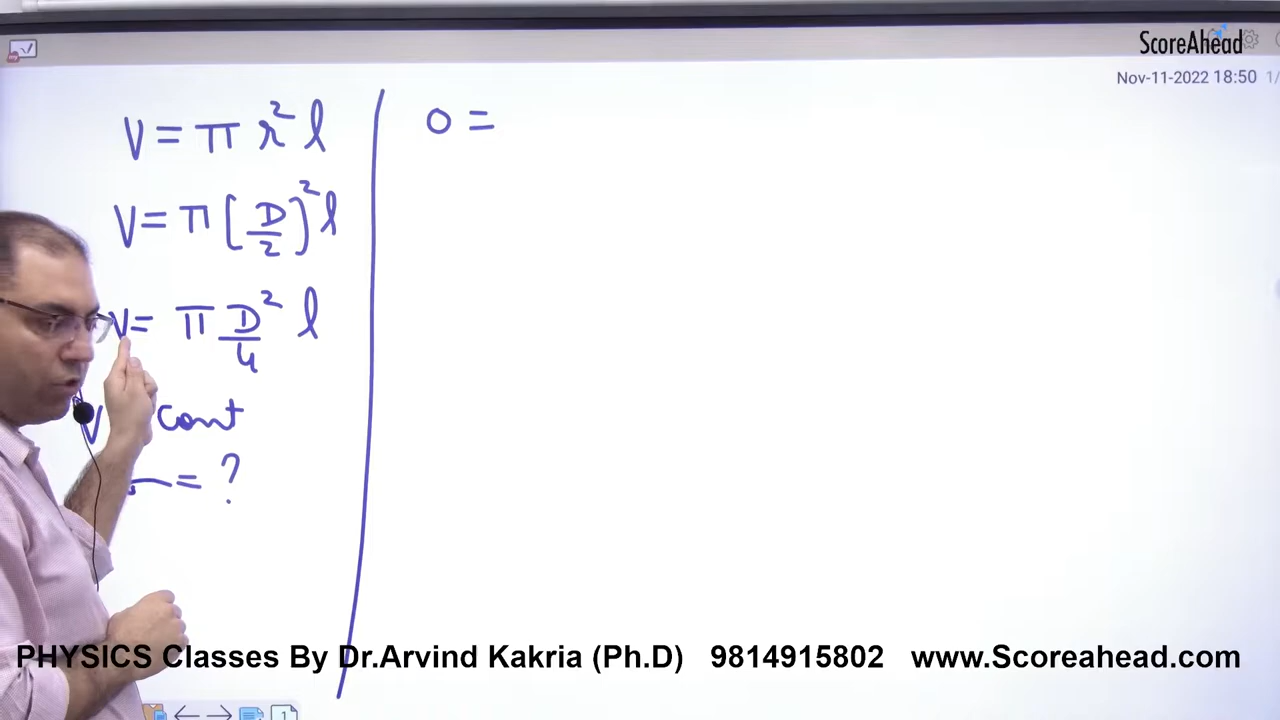 ScoreAhead
Nov-11-2022 18:50 1/
V = π r² l
V = π [D/2)² l
V = π D²/4 l
V cont
= ?
0 =
PHYSICS Classes By Dr.Arvind Kakria (Ph.D) 9814915802 www.Scoreahead.com